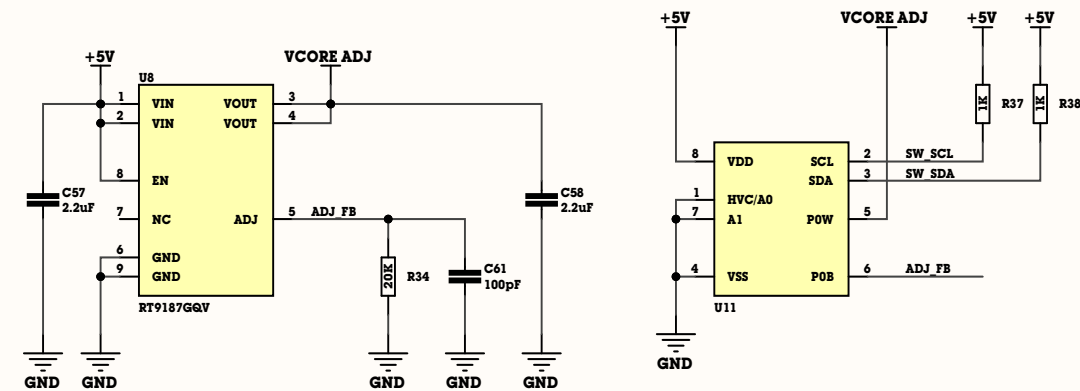 +5V
VCORE ADJ
U8
1 VIN VOUT 3
2 VIN VOUT 4
8 EN
7 NC ADJ 5 ADJ_FB
6 GND
9 GND
RT9187GQV
C57
2.2uF
C58
2.2uF
20K R34
C61
100pF
GND GND GND GND GND
+5V VCORE ADJ +5V +5V
1K R37 1K R38
8 VDD SCL 2 SW_SCL
SDA 3 SW_SDA
1 HVC/A0
7 A1 P0W 5
4 VSS P0B 6 ADJ_FB
U11
GND